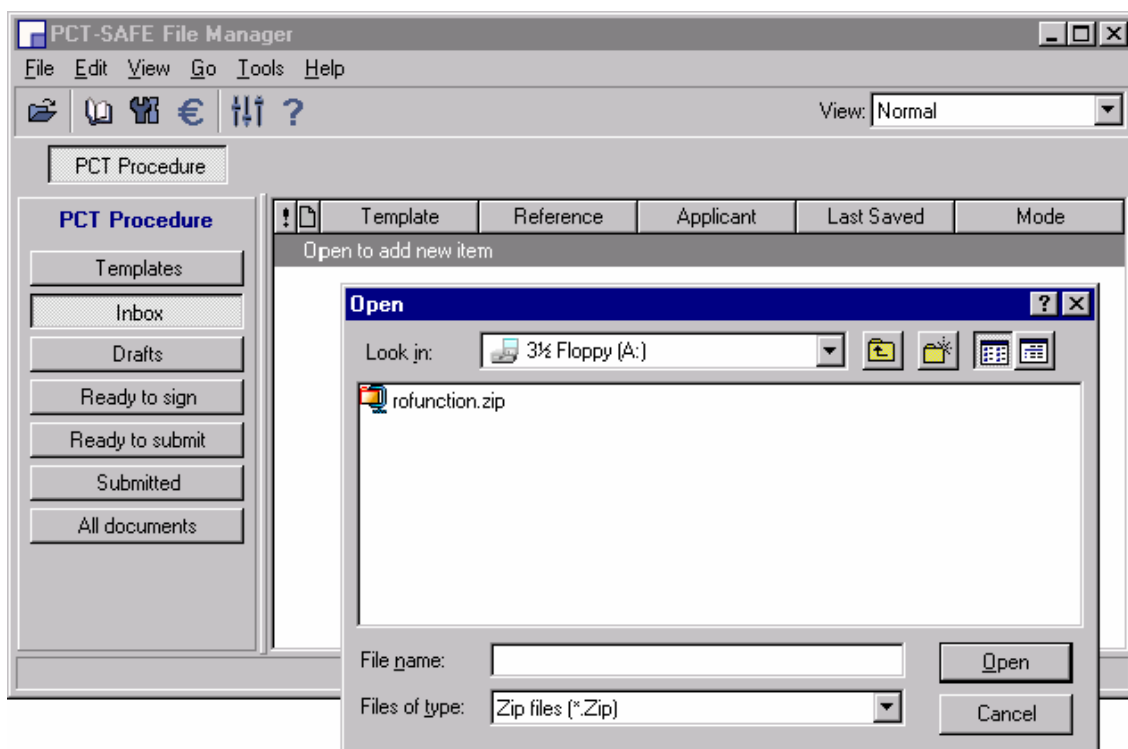 PCT-SAFE File Manager
File Edit View Go Tools Help
View: Normal
PCT Procedure
PCT Procedure
! Template Reference Applicant Last Saved Mode
Open to add new item
Templates
Inbox
Drafts
Ready to sign
Ready to submit
Submitted
All documents
Open
Look in: 3½ Floppy (A:)
rofunction.zip
File name:
Open
Files of type: Zip files (*.Zip)
Cancel